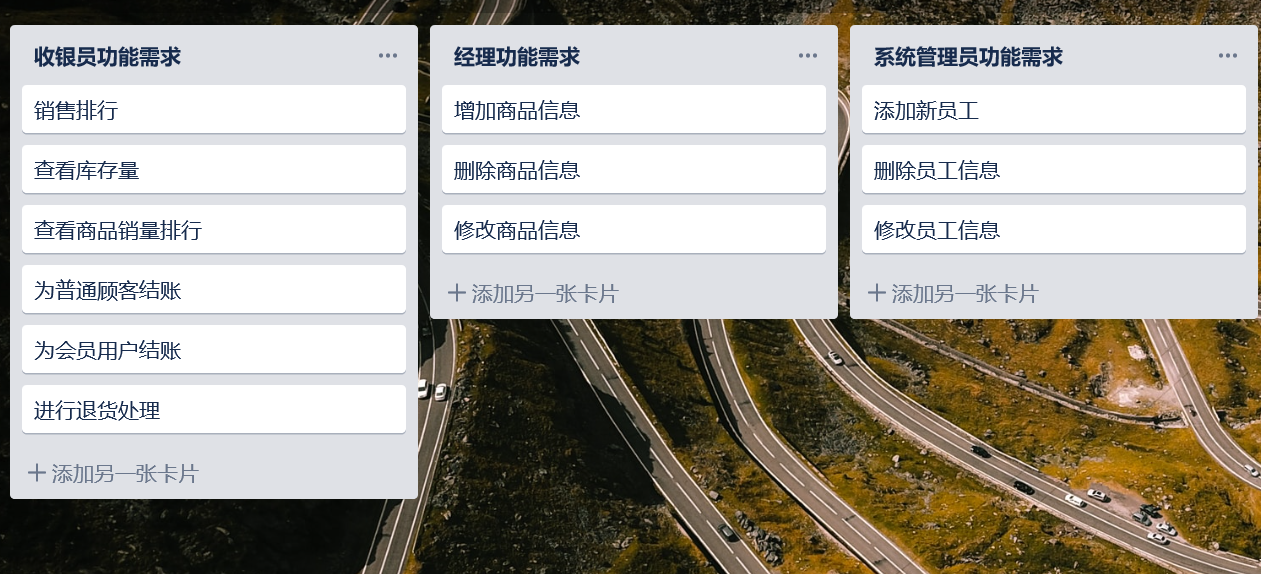 收银员功能需求
销售排行
查看库存量
查看商品销量排行
为普通顾客结账
为会员用户结账
进行退货处理
添加另一张卡片
经理功能需求
增加商品信息
删除商品信息
修改商品信息
添加另一张卡片
系统管理员功能需求
添加新员工
删除员工信息
修改员工信息
添加另一张卡片